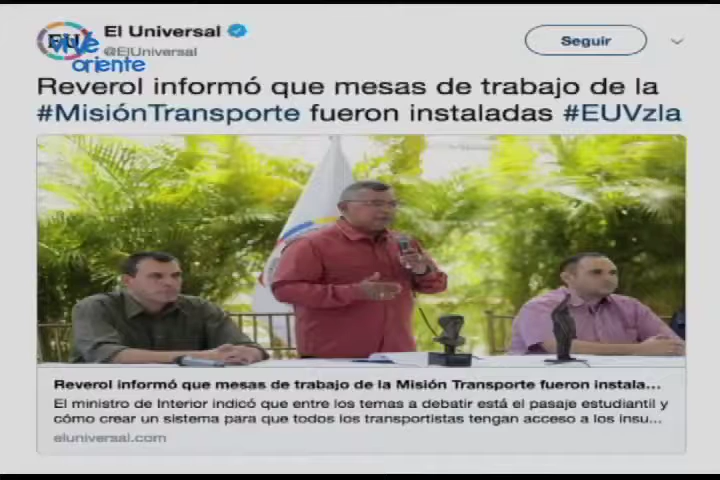 El Universal
@ElUniversal
EU
ViVe
oriente
Seguir
Reverol informó que mesas de trabajo de la
#MisiónTransporte fueron instaladas #EUVzla
Reverol informó que mesas de trabajo de la Misión Transporte fueron instala...
El ministro de Interior indicó que entre los temas a debatir está el pasaje estudiantil y
cómo crear un sistema para que todos los transportistas tengan acceso a los insu...
eluniversal.com